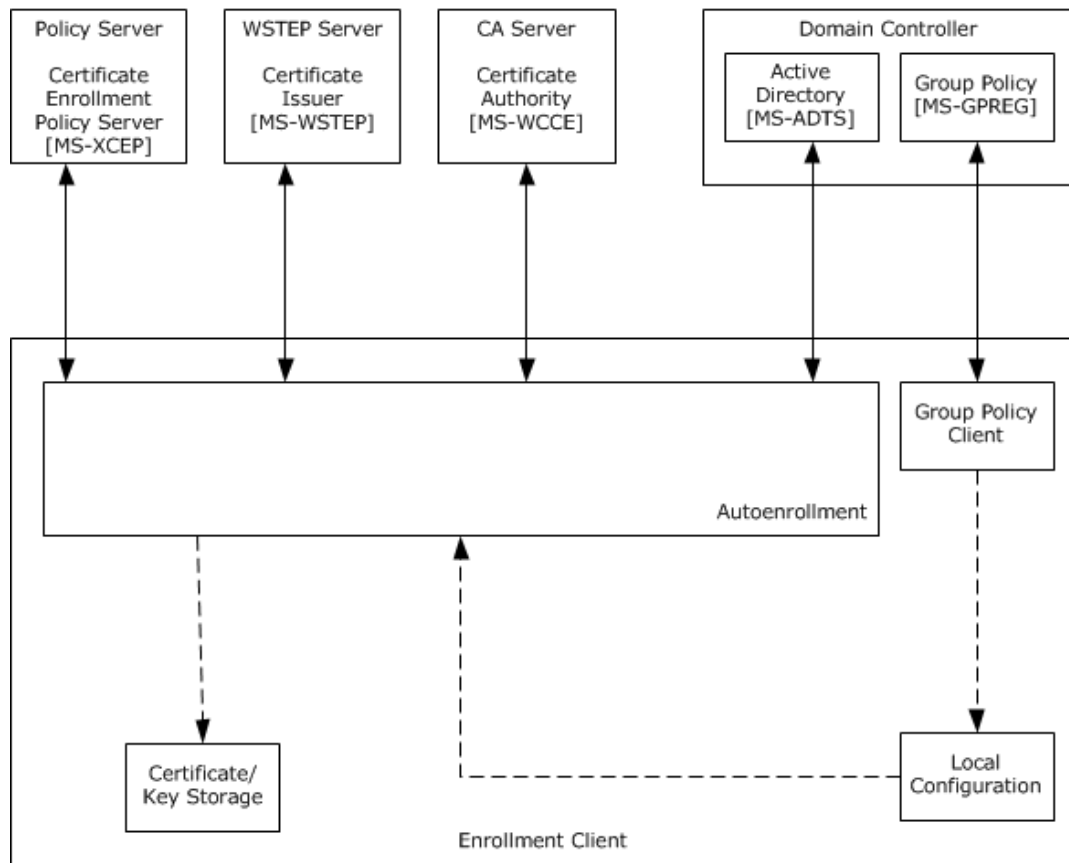 Policy Server
Certificate
Enrollment
Policy Server
[MS-XCEP]
WSTEP Server
Certificate
Issuer
[MS-WSTEP]
CA Server
Certificate
Authority
[MS-WCCE]
Domain Controller
Active
Directory
[MS-ADTS]
Group Policy
[MS-GPREG]
Autoenrollment
Group Policy
Client
Certificate/
Key Storage
Local
Configuration
Enrollment Client